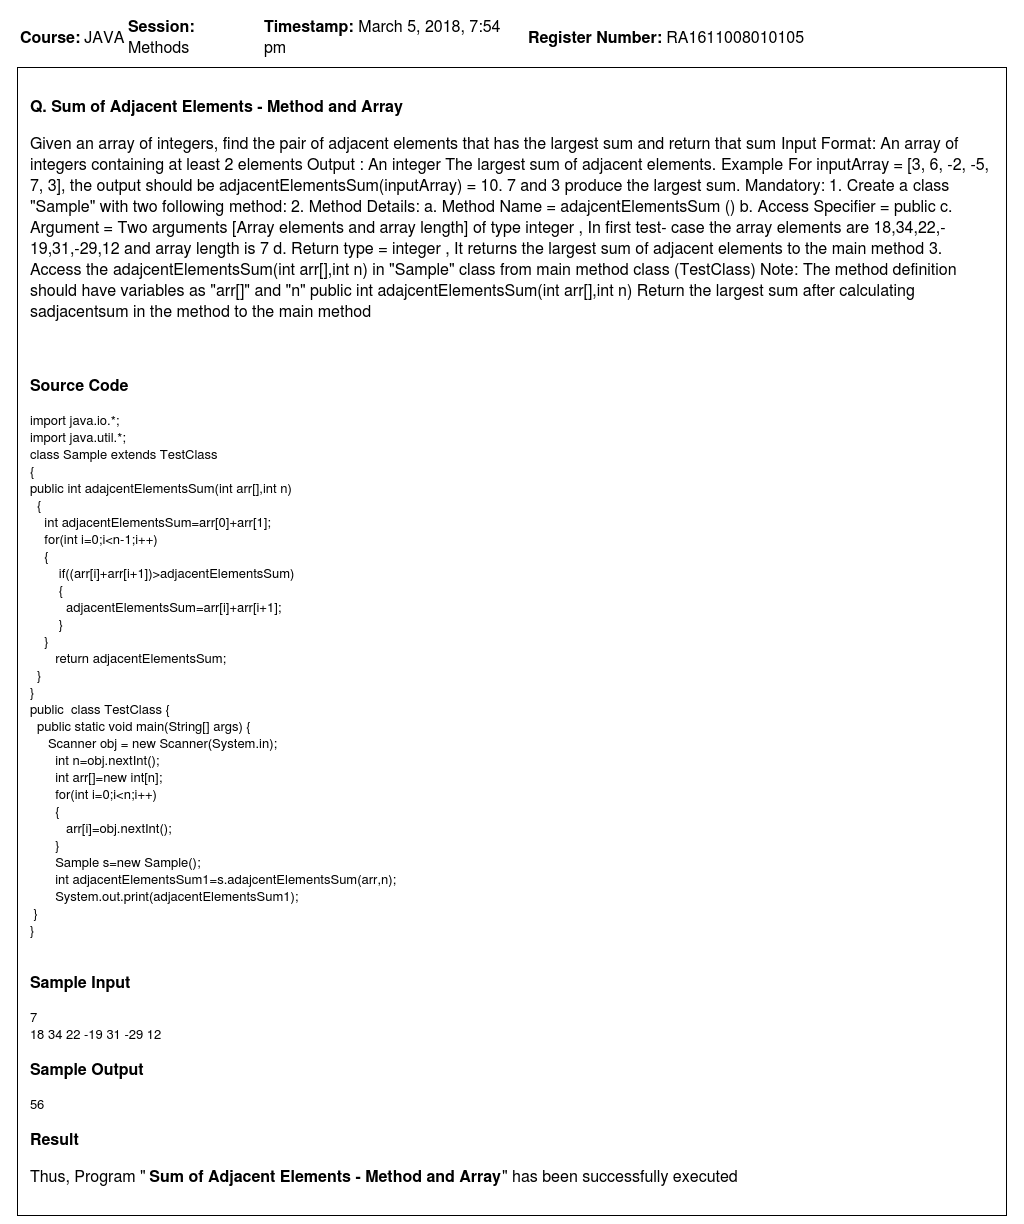 Course: JAVA Session: Methods Timestamp: March 5, 2018, 7:54 pm Register Number: RA1611008010105
Q. Sum of Adjacent Elements - Method and Array
Given an array of integers, find the pair of adjacent elements that has the largest sum and return that sum Input Format: An array of
integers containing at least 2 elements Output : An integer The largest sum of adjacent elements. Example For inputArray = [3, 6, -2, -5,
7, 3], the output should be adjacentElementsSum(inputArray) = 10. 7 and 3 produce the largest sum. Mandatory: 1. Create a class
"Sample" with two following method: 2. Method Details: a. Method Name = adajcentElementsSum () b. Access Specifier = public c.
Argument = Two arguments [Array elements and array length] of type integer , In first test- case the array elements are 18,34,22,-
19,31,-29,12 and array length is 7 d. Return type = integer , It returns the largest sum of adjacent elements to the main method 3.
Access the adajcentElementsSum(int arr[],int n) in "Sample" class from main method class (TestClass) Note: The method definition
should have variables as "arr[]" and "n" public int adajcentElementsSum(int arr[],int n) Return the largest sum after calculating
sadjacentsum in the method to the main method
Source Code
import java.io.*;
import java.util.*;
class Sample extends TestClass
{
public int adajcentElementsSum(int arr[],int n)
{
int adjacentElementsSum=arr[0]+arr[1];
for(int i=0;i<n-1;i++)
{
if((arr[i]+arr[i+1])>adjacentElementsSum)
{
adjacentElementsSum=arr[i]+arr[i+1];
}
}
return adjacentElementsSum;
}
}
public  class TestClass {
public static void main(String[] args) {
Scanner obj = new Scanner(System.in);
int n=obj.nextInt();
int arr[]=new int[n];
for(int i=0;i<n;i++)
{
arr[i]=obj.nextInt();
}
Sample s=new Sample();
int adjacentElementsSum1=s.adajcentElementsSum(arr,n);
System.out.print(adjacentElementsSum1);
}
}
Sample Input
7
18 34 22 -19 31 -29 12
Sample Output
56
Result
Thus, Program " Sum of Adjacent Elements - Method and Array" has been successfully executed